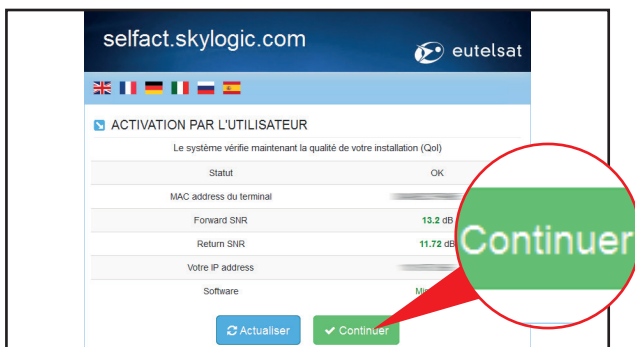 selfact.skylogic.com
eutelsat
ACTIVATION PAR L'UTILISATEUR
Le système vérifie maintenant la qualité de votre installation (QoI)
Statut OK
MAC address du terminal
Forward SNR 13.2 dB
Return SNR 11.72 dB
Votre IP address
Software
Actualiser Continuer
Continuer